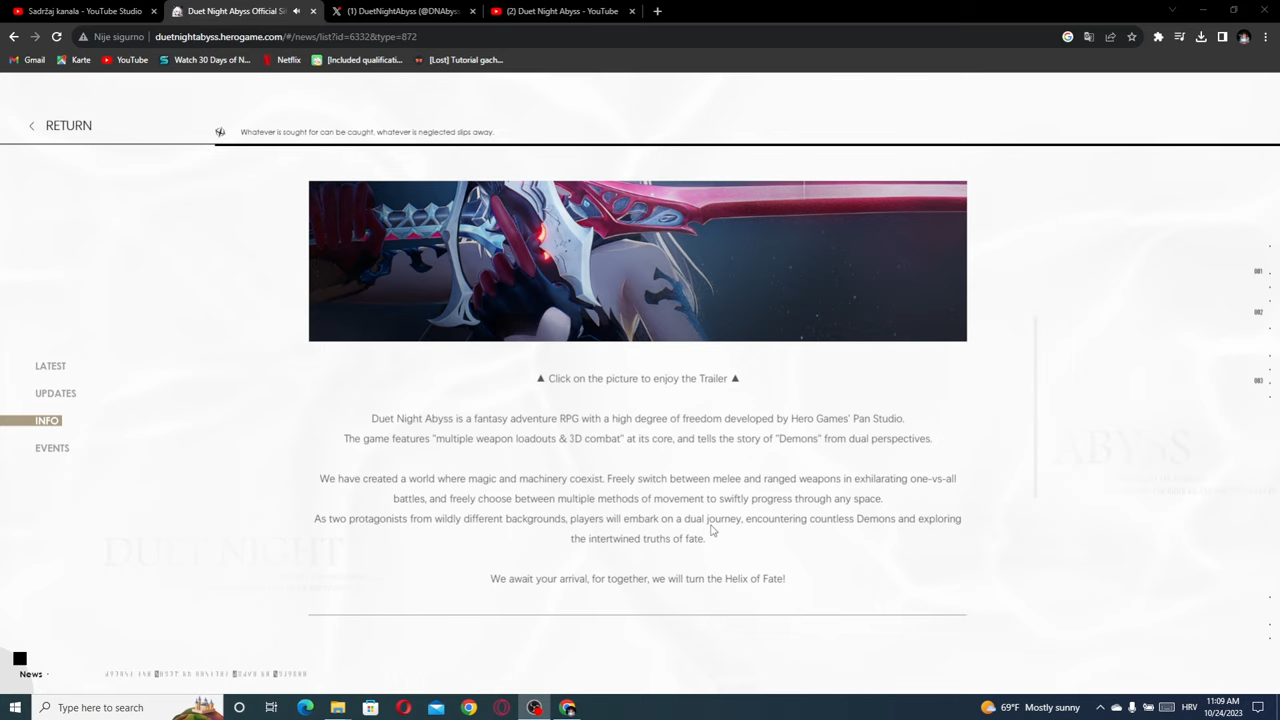 Sadržaj kanala - YouTube Studio
Duet Night Abyss Official Si
(1) DuetNightAbyss (@DNAbys
(2) Duet Night Abyss - YouTube
Nije sigurno
duetnightabyss.herogame.com/#/news/list?id=6332&type=872
Gmail
Karte
YouTube
Watch 30 Days of N...
Netflix
[Included qualificati...
[Lost] Tutorial gach...
RETURN
Whatever is sought for can be caught, whatever is neglected slips away.
▲ Click on the picture to enjoy the Trailer ▲
Duet Night Abyss is a fantasy adventure RPG with a high degree of freedom developed by Hero Games' Pan Studio.
The game features "multiple weapon loadouts & 3D combat" at its core, and tells the story of "Demons" from dual perspectives.
We have created a world where magic and machinery coexist. Freely switch between melee and ranged weapons in exhilarating one-vs-all
battles, and freely choose between multiple methods of movement to swiftly progress through any space.
As two protagonists from wildly different backgrounds, players will embark on a dual journey, encountering countless Demons and exploring
the intertwined truths of fate.
We await your arrival, for together, we will turn the Helix of Fate!
LATEST
UPDATES
INFO
EVENTS
001
002
003
DUET NIGHT
ABYSS
News ·
Type here to search
69°F Mostly sunny
HRV
11:09 AM
10/24/2023